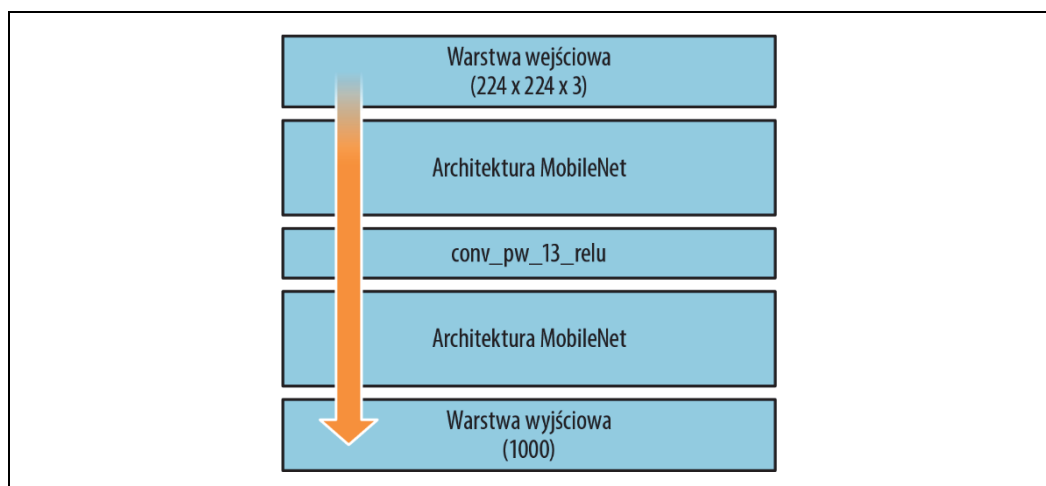 Warstwa wejściowa
(224 x 224 x 3)
Architektura MobileNet
conv_pw_13_relu
Architektura MobileNet
Warstwa wyjściowa
(1000)